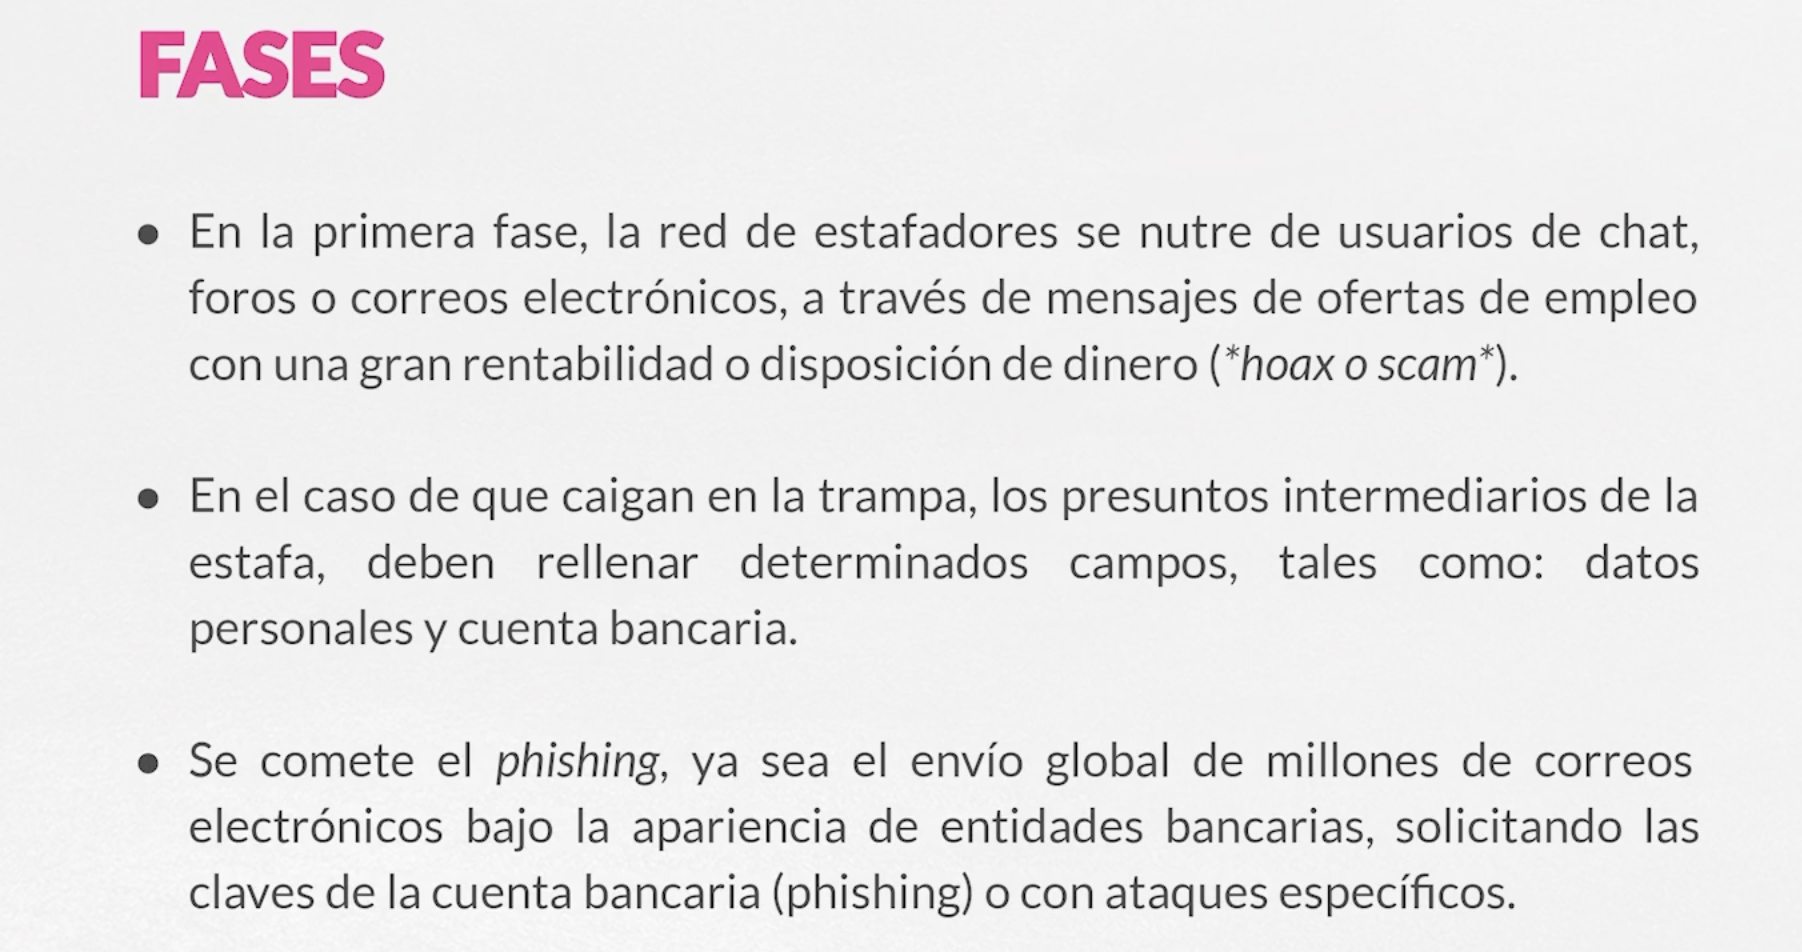 FASES
● En la primera fase, la red de estafadores se nutre de usuarios de chat,
foros o correos electrónicos, a través de mensajes de ofertas de empleo
con una gran rentabilidad o disposición de dinero (*hoax o scam*).
● En el caso de que caigan en la trampa, los presuntos intermediarios de la
estafa, deben rellenar determinados campos, tales como: datos
personales y cuenta bancaria.
● Se comete el phishing, ya sea el envío global de millones de correos
electrónicos bajo la apariencia de entidades bancarias, solicitando las
claves de la cuenta bancaria (phishing) o con ataques específicos.